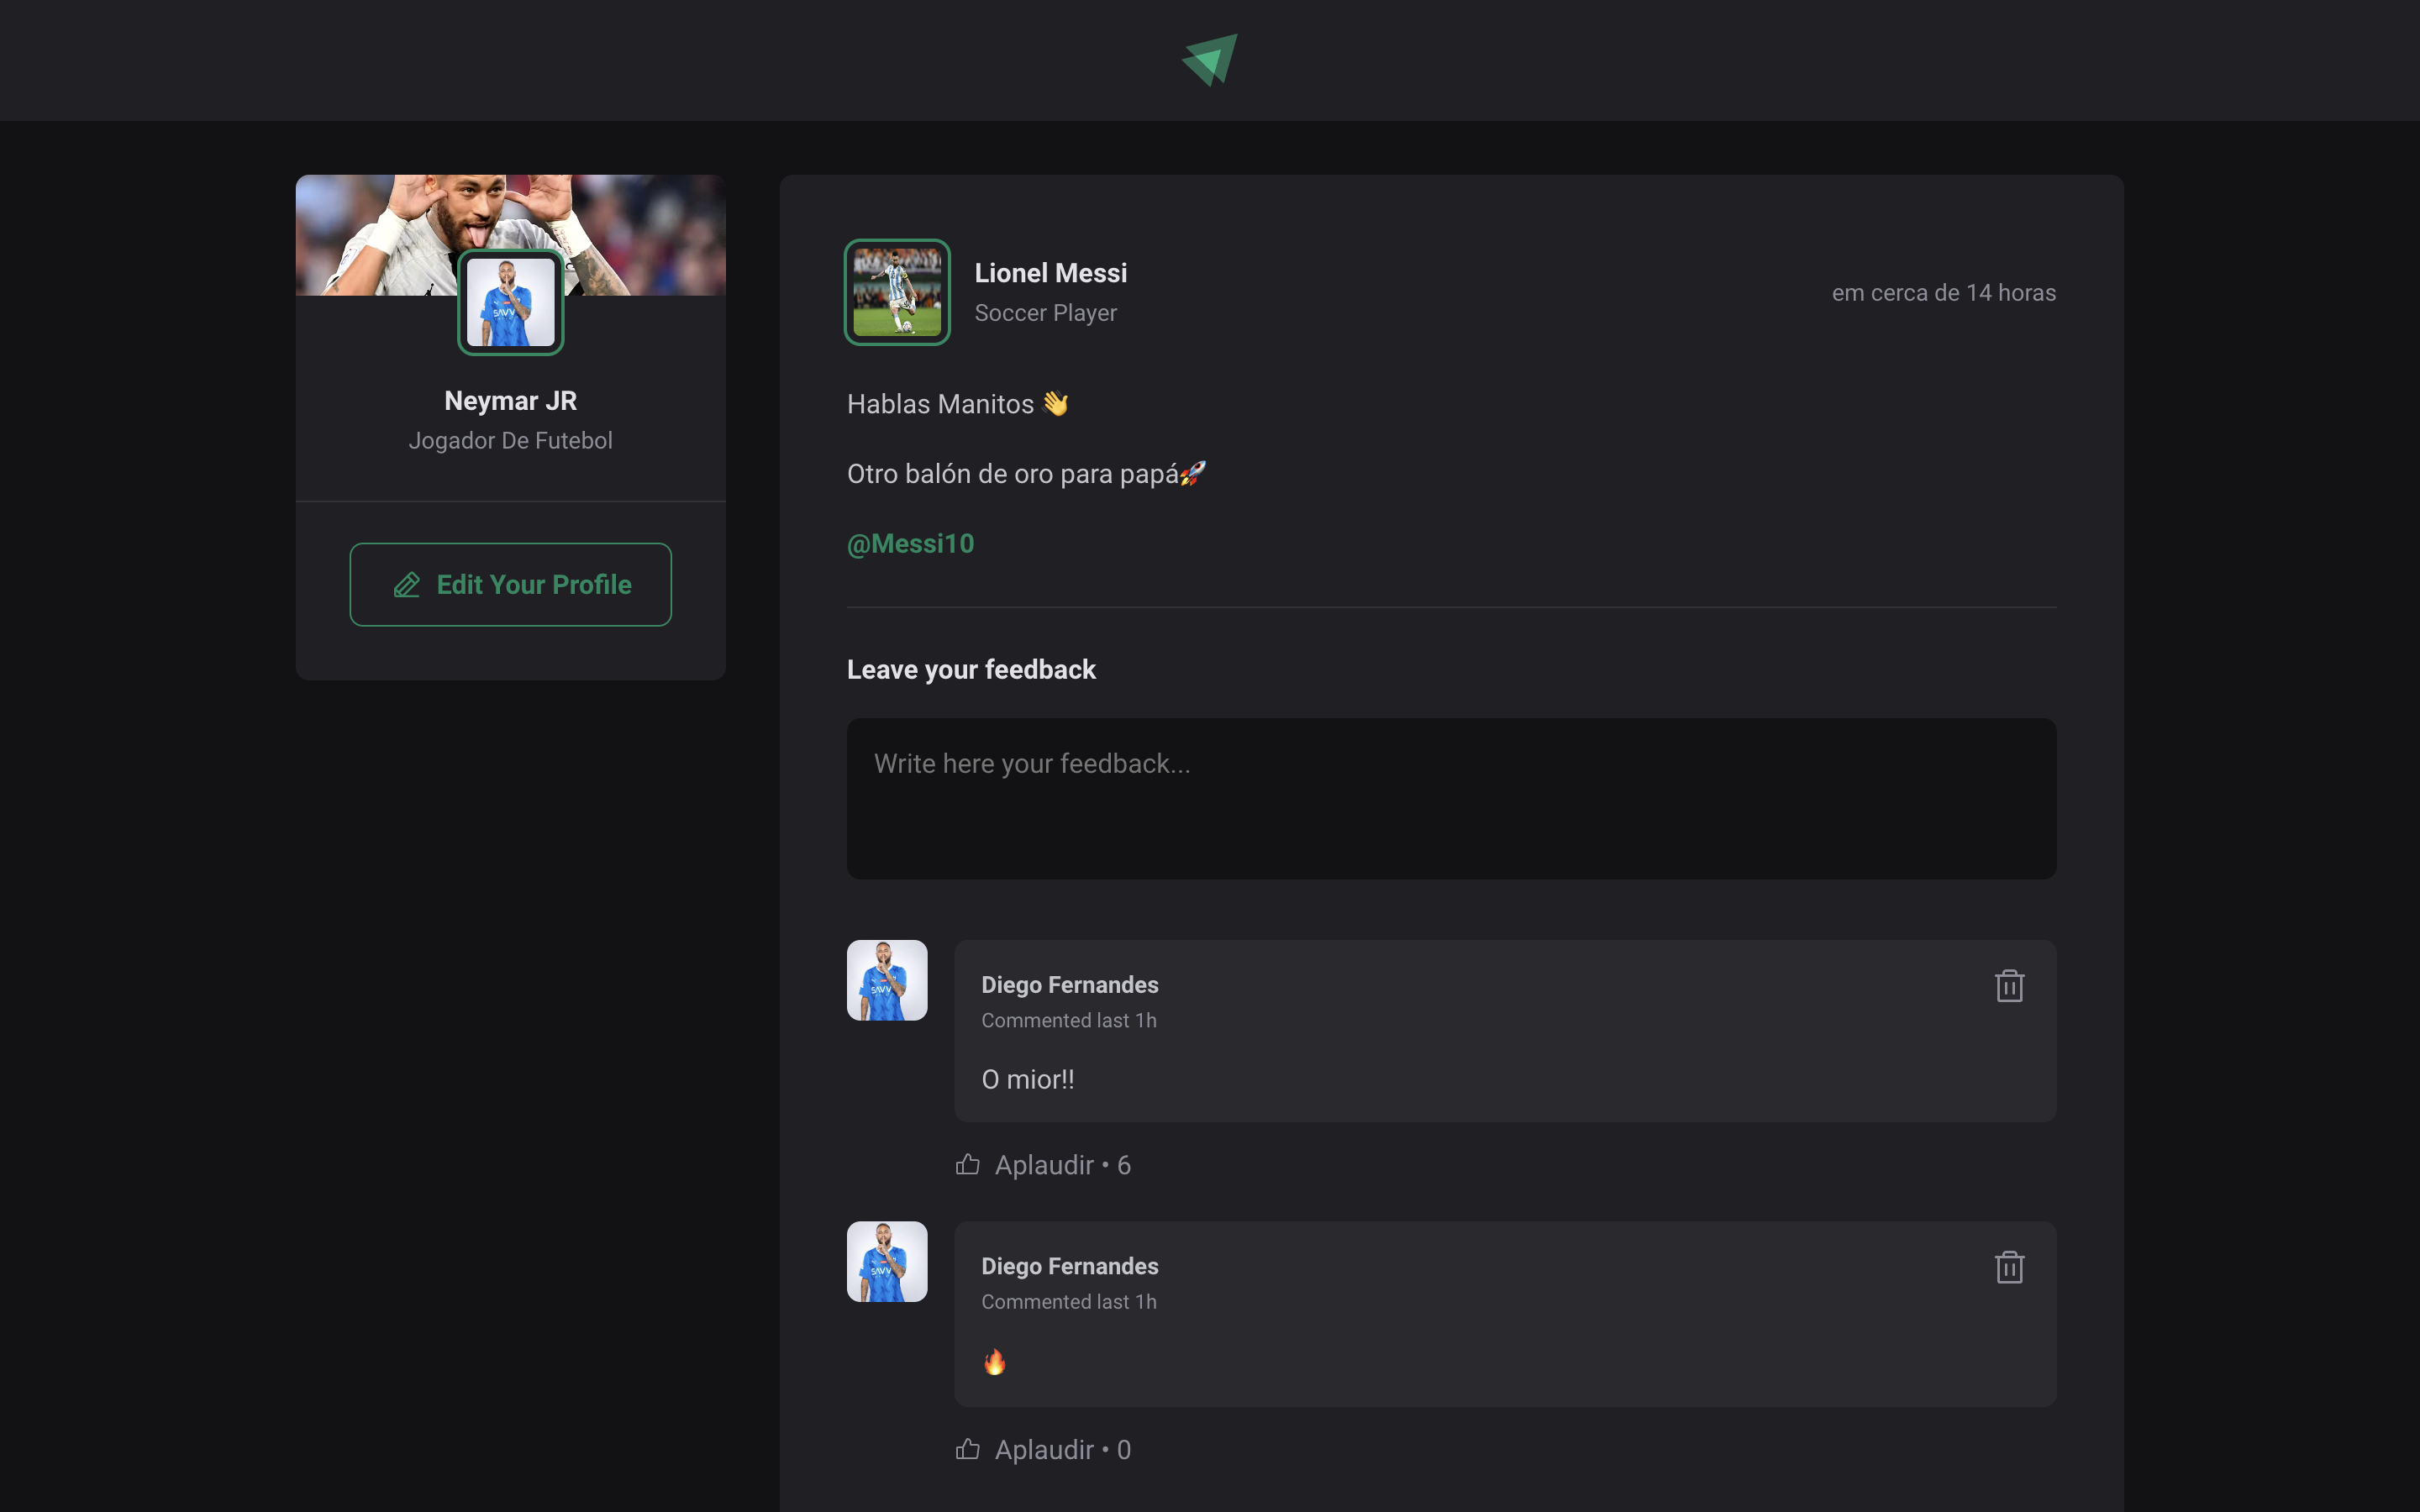 Neymar JR
Jogador De Futebol
Edit Your Profile
Lionel Messi
Soccer Player
em cerca de 14 horas
Hablas Manitos 👋
Otro balón de oro para papá🚀
@Messi10
Leave your feedback
Write here your feedback...
Diego Fernandes
Commented last 1h
O mior!!
Aplaudir • 6
Diego Fernandes
Commented last 1h
🔥
Aplaudir • 0